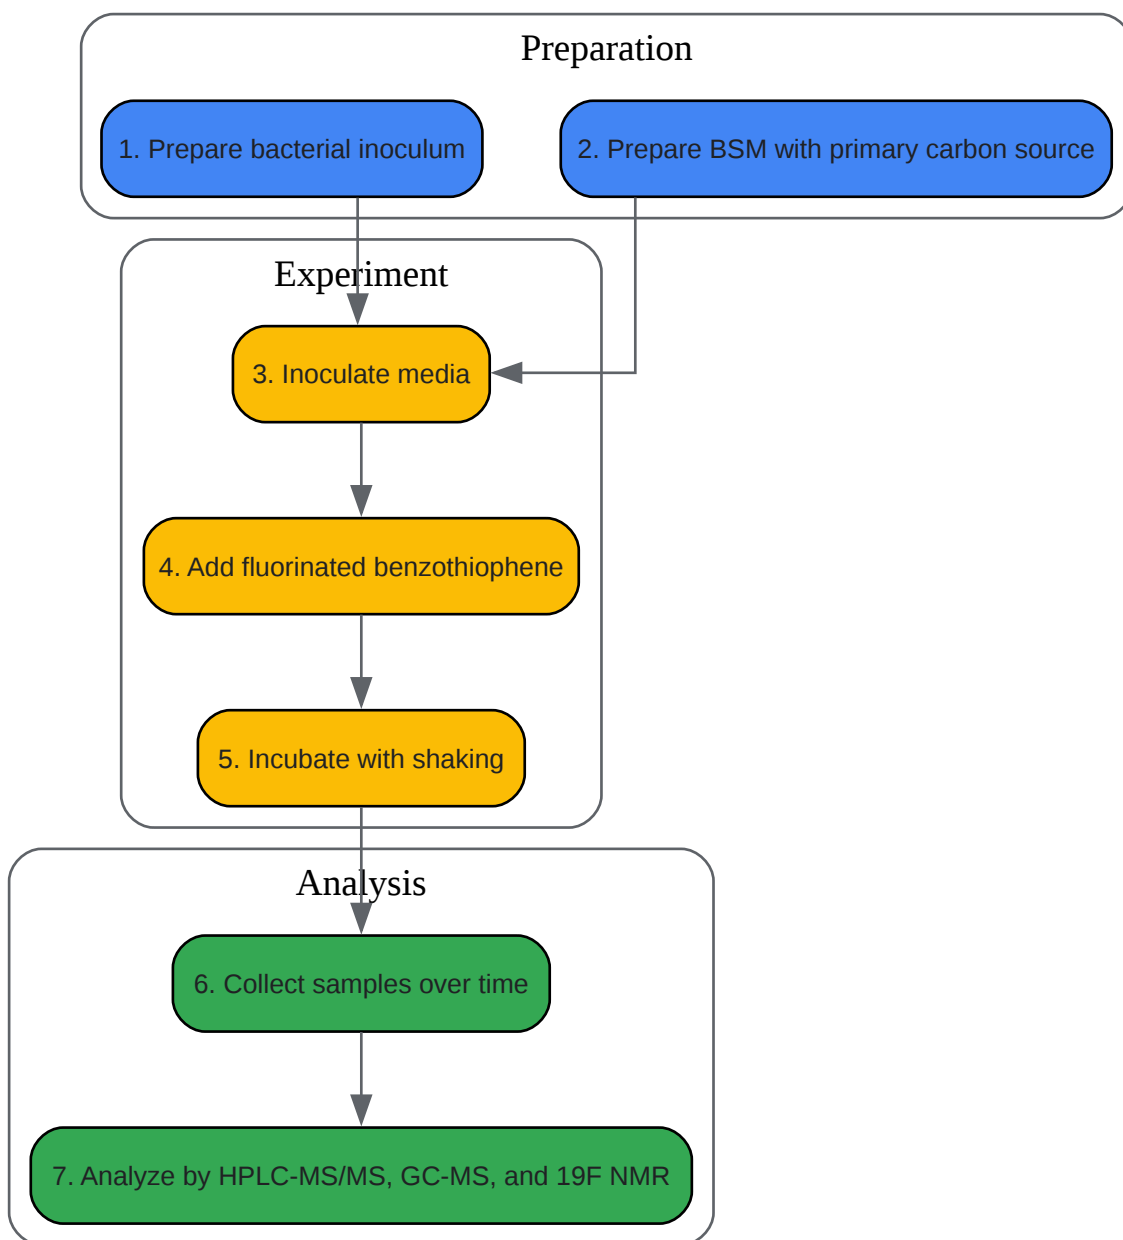 Preparation
1. Prepare bacterial inoculum
2. Prepare BSM with primary carbon source
Experiment
3. Inoculate media
4. Add fluorinated benzothiophene
5. Incubate with shaking
Analysis
6. Collect samples over time
7. Analyze by HPLC-MS/MS, GC-MS, and 19F NMR